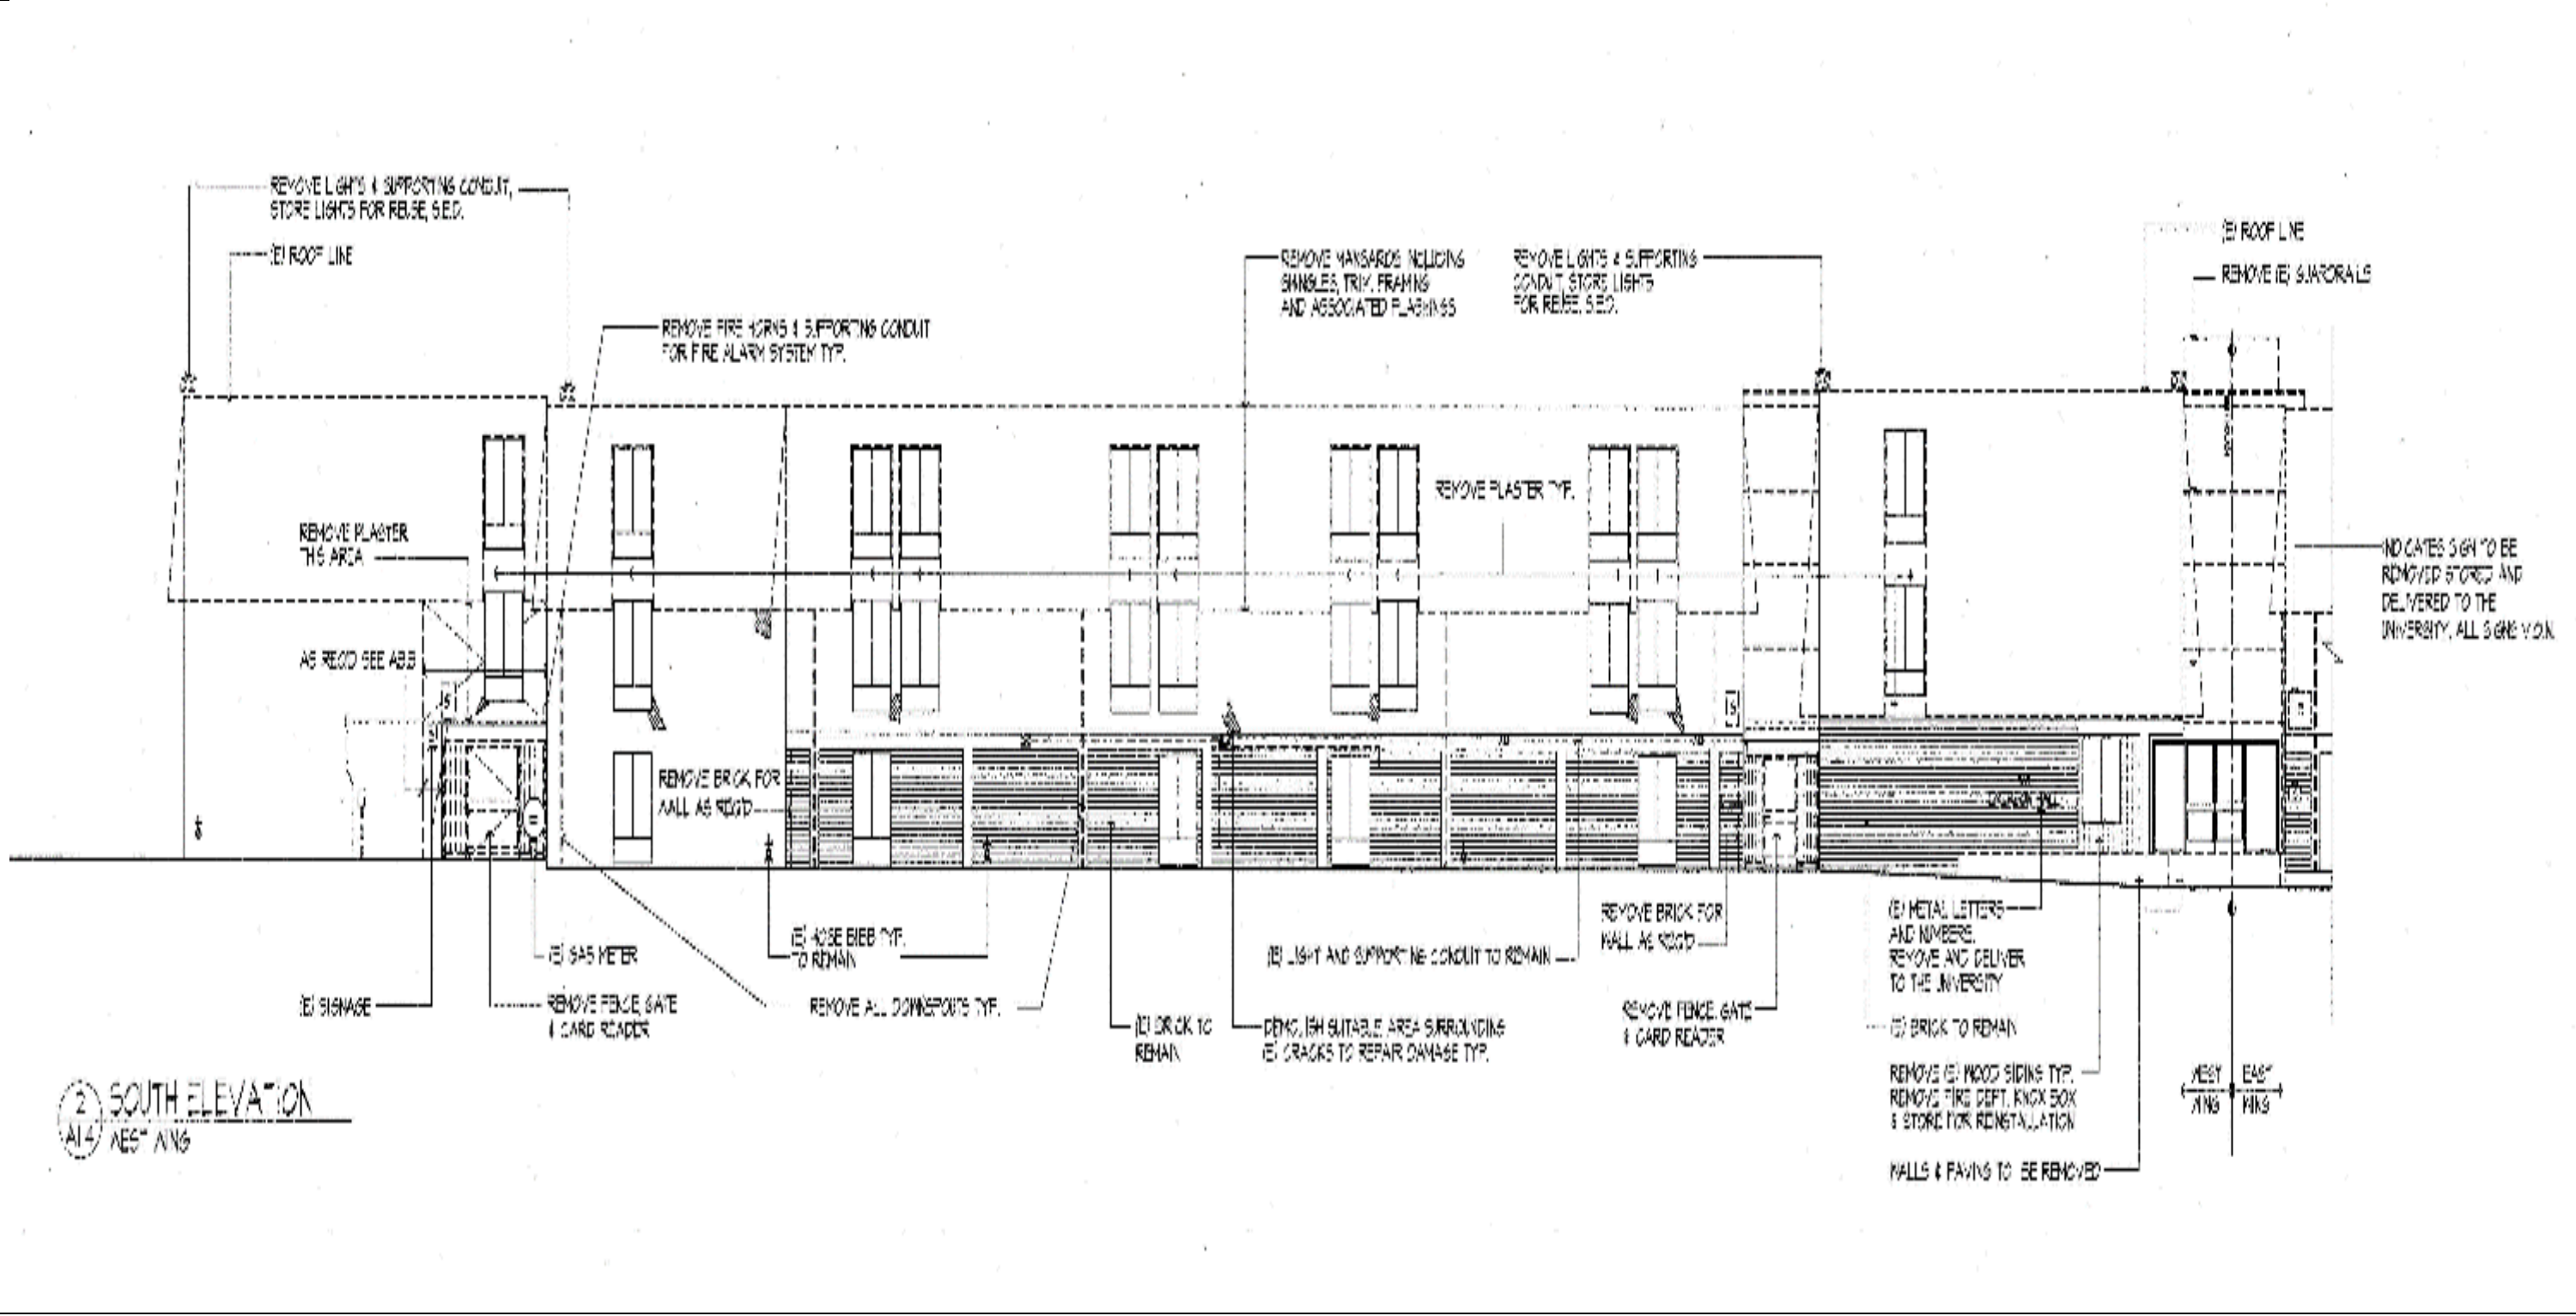 REMOVE LIGHTS & SUPPORTING CONDUIT,
STORE LIGHTS FOR REUSE, S.E.D.
(E) ROOF LINE
REMOVE FIRE HORNS & SUPPORTING CONDUIT
FOR FIRE ALARM SYSTEM TYP.
REMOVE MANSARDS INCLUDING
SHINGLES, TRIM, FRAMING
AND ASSOCIATED FLASHINGS
REMOVE LIGHTS & SUPPORTING
CONDUIT, STORE LIGHTS
FOR REUSE, S.E.D.
(E) ROOF LINE
REMOVE (E) GUARDRAILS
REMOVE PLASTER TYP.
REMOVE PLASTER
THIS AREA
AS REQ'D SEE
INDICATES SIGN TO BE
REMOVED STORED AND
DELIVERED TO THE
UNIVERSITY, ALL SIGNS
REMOVE BRICK FOR
WALL AS REQ'D
(E) GAS METER
(E) HOSE BIBB TYP.
TO REMAIN
(E) SIGNAGE
REMOVE FENCE, GATE
& CARD READER
REMOVE ALL DOWNSPOUTS TYP.
(E) BRICK TO
REMAIN
(E) LIGHT AND SUPPORTING CONDUIT TO REMAIN
DEMOLISH SUITABLE AREA SURROUNDING
(E) CRACKS TO REPAIR DAMAGE TYP.
REMOVE BRICK FOR
WALL AS REQ'D
REMOVE FENCE, GATE
& CARD READER
(E) METAL LETTERS
AND NUMBERS.
REMOVE AND DELIVER
TO THE UNIVERSITY
(E) BRICK TO REMAIN
REMOVE (E) WOOD SIDING TYP.
REMOVE FIRE DEPT. KNOX BOX
& STORE FOR REINSTALLATION
WALLS & PAVING TO BE REMOVED
WEST EAST
WING WING
2 SOUTH ELEVATION
A1.4 WEST WING